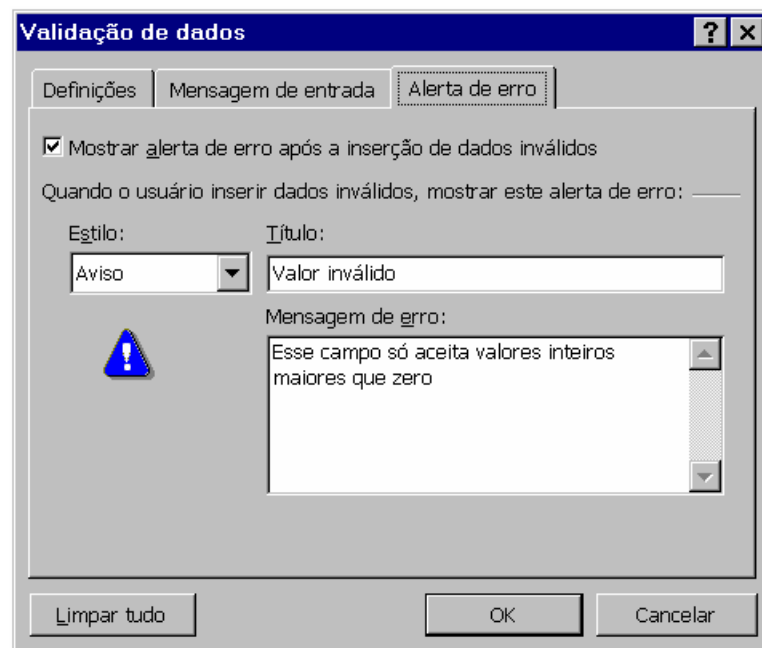 Validação de dados
Definições Mensagem de entrada Alerta de erro
Mostrar alerta de erro após a inserção de dados inválidos
Quando o usuário inserir dados inválidos, mostrar este alerta de erro:
Estilo: Título:
Aviso Valor inválido
Mensagem de erro:
Esse campo só aceita valores inteiros
maiores que zero
Limpar tudo OK Cancelar